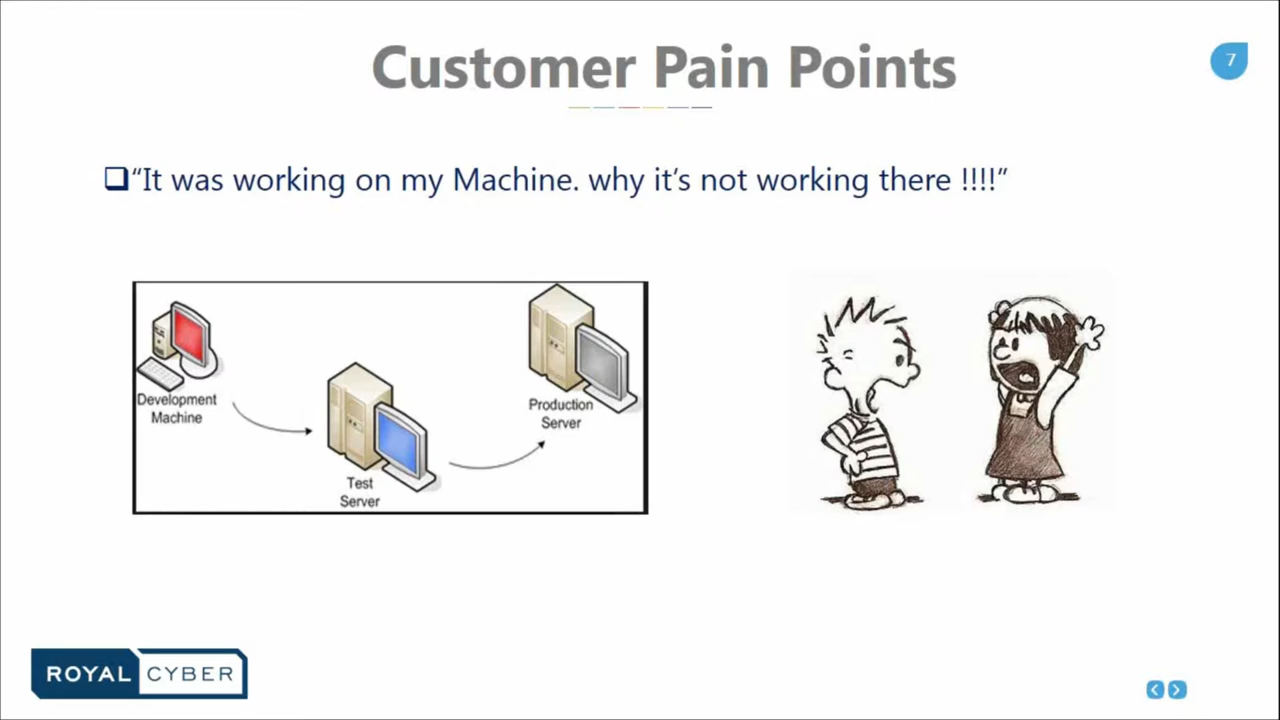 Customer Pain Points
7
“It was working on my Machine. why it’s not working there !!!!”
Development
Machine
Test
Server
Production
Server
ROYAL CYBER